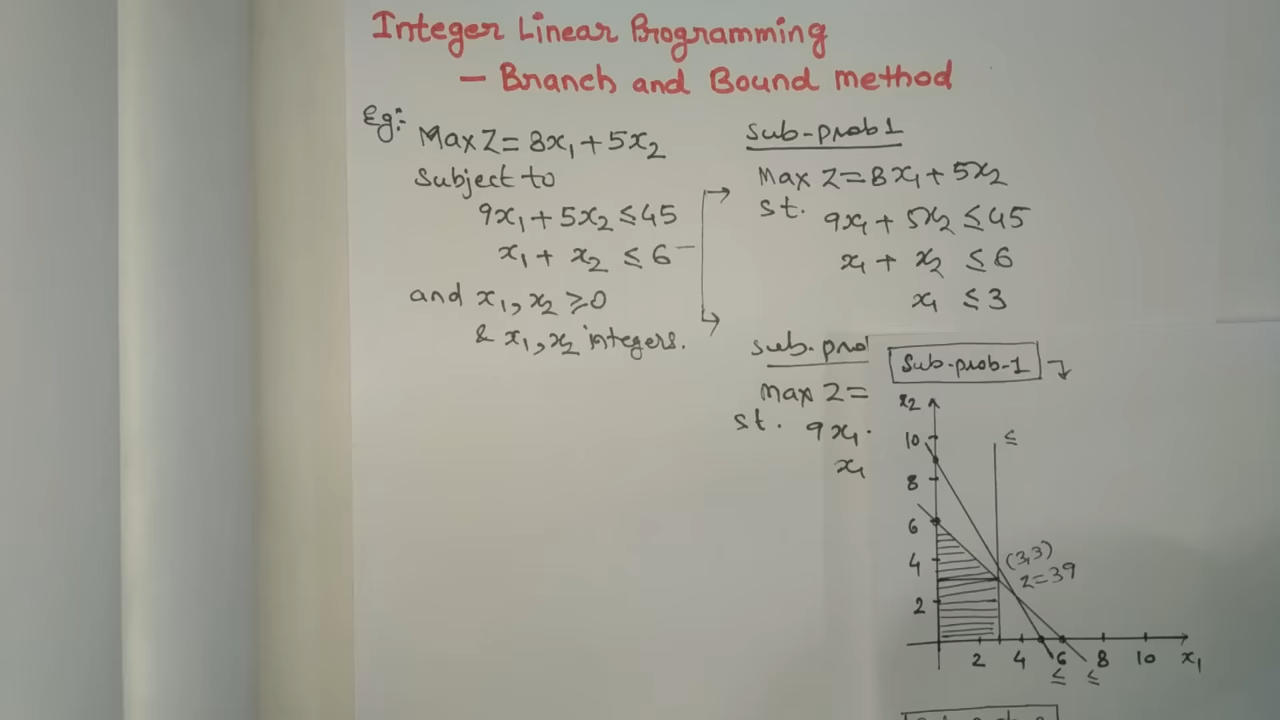 Integer Linear Programming
- Branch and Bound method
Eg:-
Max Z = 8x₁ + 5x₂
Subject to
9x₁ + 5x₂ ≤ 45
x₁ + x₂ ≤ 6
and x₁, x₂ ≥ 0
& x₁, x₂ integers.
Sub-prob 1
Max Z = 8x₁ + 5x₂
st. 9x₁ + 5x₂ ≤ 45
x₁ + x₂ ≤ 6
x₁ ≤ 3
Max Z =
st. 9x₁
x₁
Sub-prob-1
x₂
10
8
6
4
2
≤
(3,3)
Z=39
2 4 6 8 10 x₁
≤ ≤